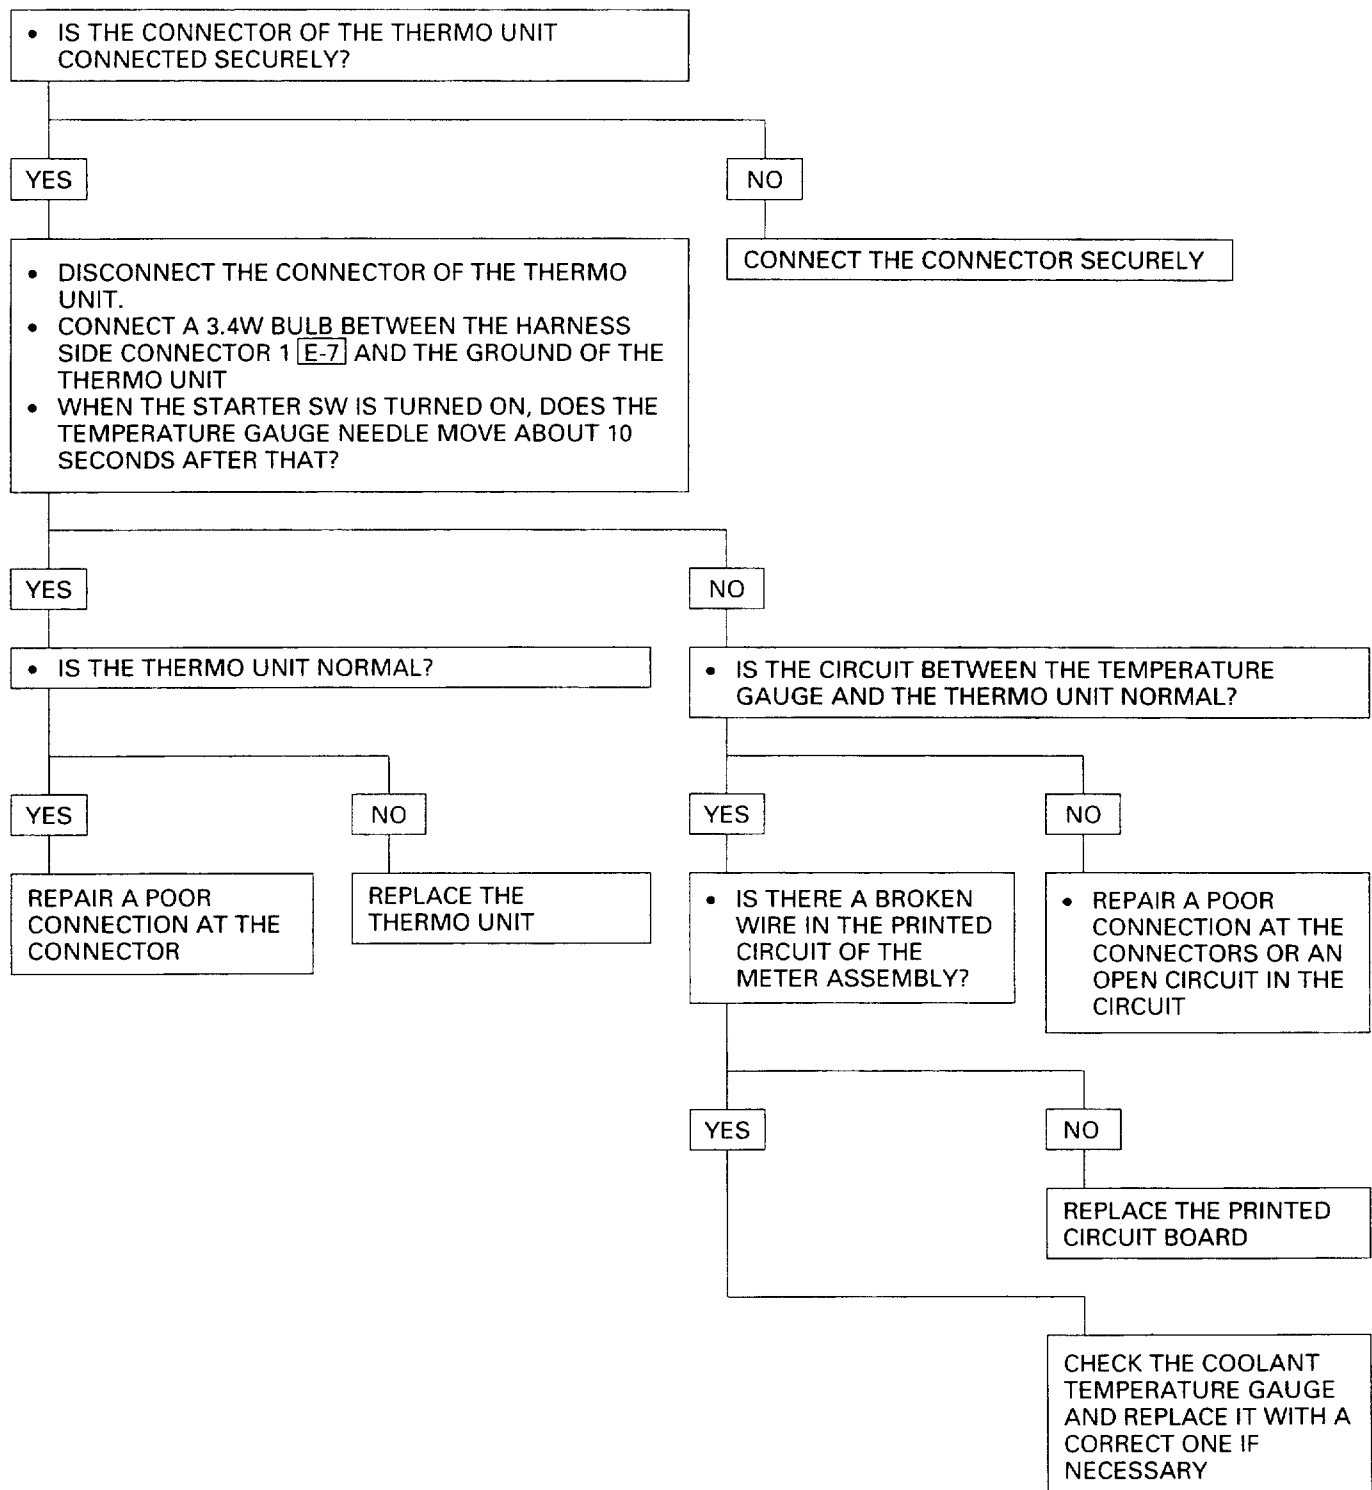 • IS THE CONNECTOR OF THE THERMO UNIT
CONNECTED SECURELY?
YES
NO
• DISCONNECT THE CONNECTOR OF THE THERMO
UNIT.
• CONNECT A 3.4W BULB BETWEEN THE HARNESS
SIDE CONNECTOR 1 E-7 AND THE GROUND OF THE
THERMO UNIT
• WHEN THE STARTER SW IS TURNED ON, DOES THE
TEMPERATURE GAUGE NEEDLE MOVE ABOUT 10
SECONDS AFTER THAT?
CONNECT THE CONNECTOR SECURELY
YES
NO
• IS THE THERMO UNIT NORMAL?
• IS THE CIRCUIT BETWEEN THE TEMPERATURE
GAUGE AND THE THERMO UNIT NORMAL?
YES
NO
YES
NO
REPAIR A POOR
CONNECTION AT THE
CONNECTOR
REPLACE THE
THERMO UNIT
• IS THERE A BROKEN
WIRE IN THE PRINTED
CIRCUIT OF THE
METER ASSEMBLY?
• REPAIR A POOR
CONNECTION AT THE
CONNECTORS OR AN
OPEN CIRCUIT IN THE
CIRCUIT
YES
NO
REPLACE THE PRINTED
CIRCUIT BOARD
CHECK THE COOLANT
TEMPERATURE GAUGE
AND REPLACE IT WITH A
CORRECT ONE IF
NECESSARY